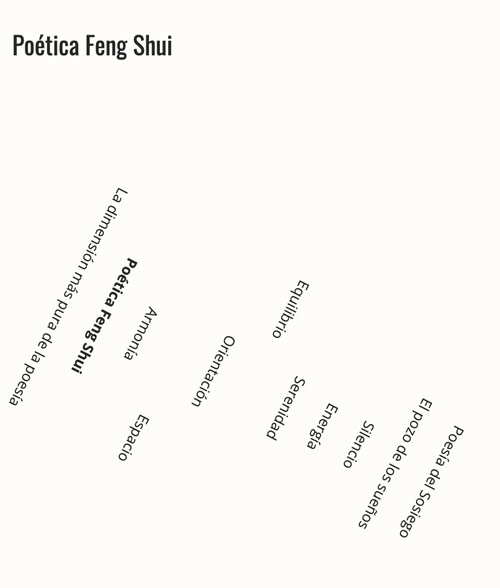 Poética Feng Shui
La dimensión más pura de la poesía
Poética Feng Shui
Armonía
Espacio
Orientación
Equilibrio
Serenidad
Energía
Silencio
El pozo de los sueños
Poesía del Sosiego